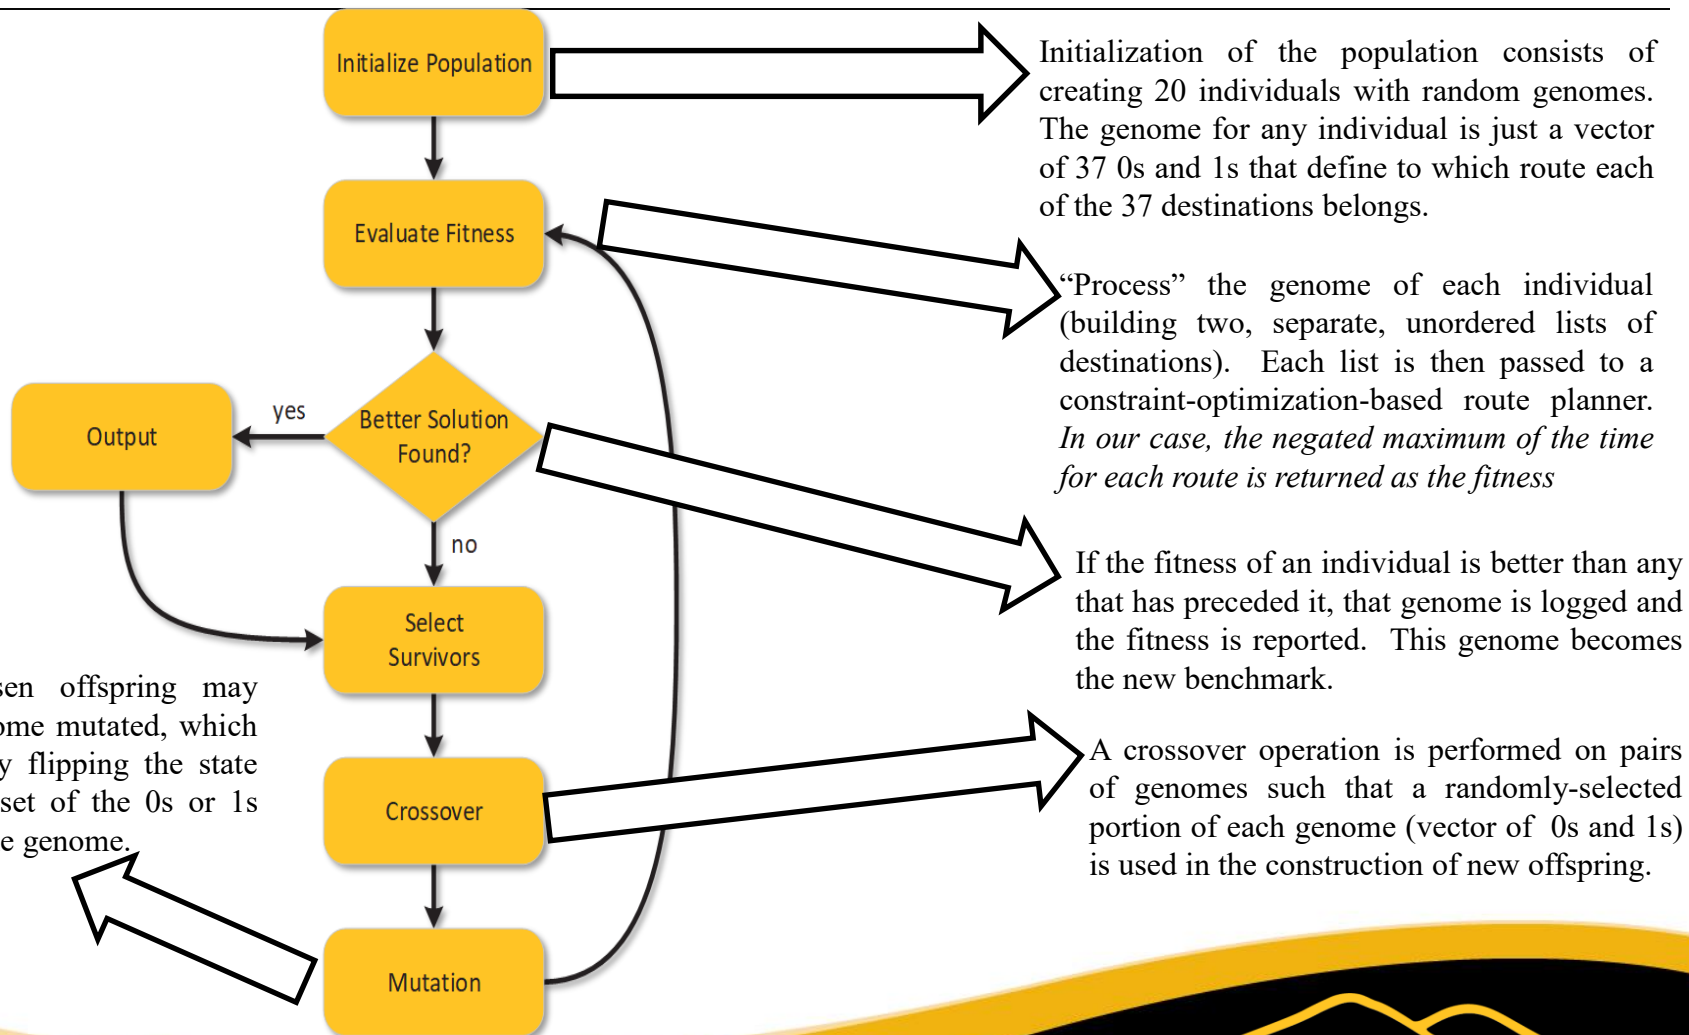 Initialize Population
Initialization of the population consists of
creating 20 individuals with random genomes.
The genome for any individual is just a vector
of 37 0s and 1s that define to which route each
of the 37 destinations belongs.
Evaluate Fitness
“Process” the genome of each individual
(building two, separate, unordered lists of
destinations). Each list is then passed to a
constraint-optimization-based route planner.
In our case, the negated maximum of the time
for each route is returned as the fitness
Better Solution
Found?
yes
Output
no
If the fitness of an individual is better than any
that has preceded it, that genome is logged and
the fitness is reported. This genome becomes
the new benchmark.
Select
Survivors
Crossover
A crossover operation is performed on pairs
of genomes such that a randomly-selected
portion of each genome (vector of 0s and 1s)
is used in the construction of new offspring.
Mutation
offspring may
mutated, which
flipping the state
set of the 0s or 1s
genome.